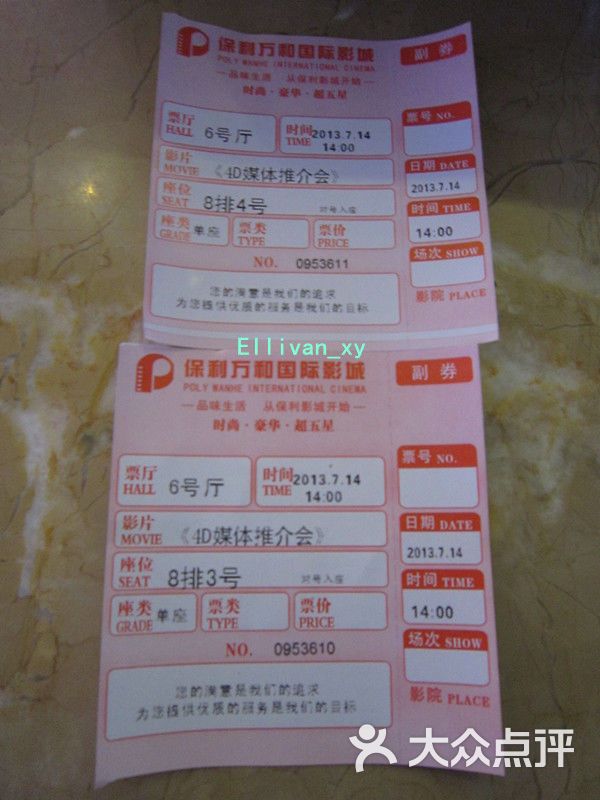 保利万和国际影城
POLY WANHE INTERNATIONAL CINEMA
品味生活 从保利影城开始
时尚·豪华·超五星
副券
票厅 HALL 6号厅 时间 TIME 2013.7.14 14:00
票号 NO.
影片 MOVIE 《4D媒体推介会》
日期 DATE
2013.7.14
座位 SEAT 8排4号 对号入座
时间 TIME
14:00
座类 GRADE 单座 票类 TYPE 票价 PRICE
场次 SHOW
NO. 0953611
您的满意是我们的追求
为您提供优质的服务是我们的目标
影院 PLACE
Ellivan_xy
保利万和国际影城
POLY WANHE INTERNATIONAL CINEMA
品味生活 从保利影城开始
时尚·豪华·超五星
副券
票厅 HALL 6号厅 时间 TIME 2013.7.14 14:00
票号 NO.
影片 MOVIE 《4D媒体推介会》
日期 DATE
2013.7.14
座位 SEAT 8排3号 对号入座
时间 TIME
14:00
座类 GRADE 单座 票类 TYPE 票价 PRICE
场次 SHOW
NO. 0953610
您的满意是我们的追求
为您提供优质的服务是我们的目标
影院 PLACE
大众点评